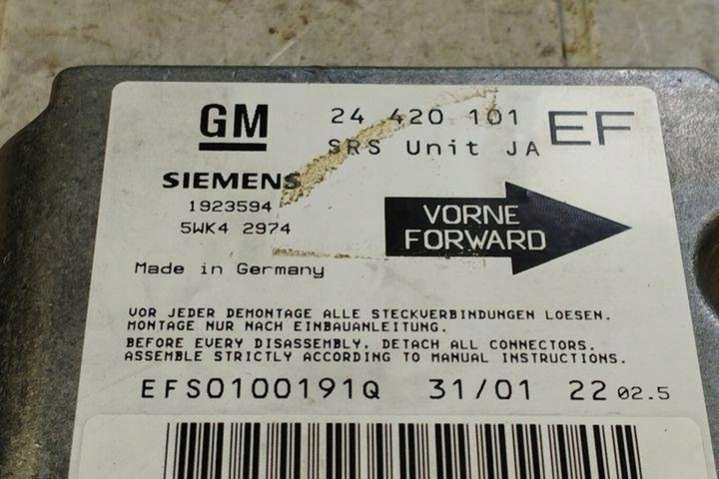 GM 24 420 101 EF
SRS Unit JA
SIEMENS
1923594
5WK4 2974
VORNE
FORWARD
Made in Germany
VOR JEDER DEMONTAGE ALLE STECKVERBINDUNGEN LOESEN.
MONTAGE NUR NACH EINBAUANLEITUNG.
BEFORE EVERY DISASSEMBLY. DETACH ALL CONNECTORS.
ASSEMBLE STRICTLY ACCORDING TO MANUAL INSTRUCTIONS.
EFS0100191Q 31/01 22 02.5